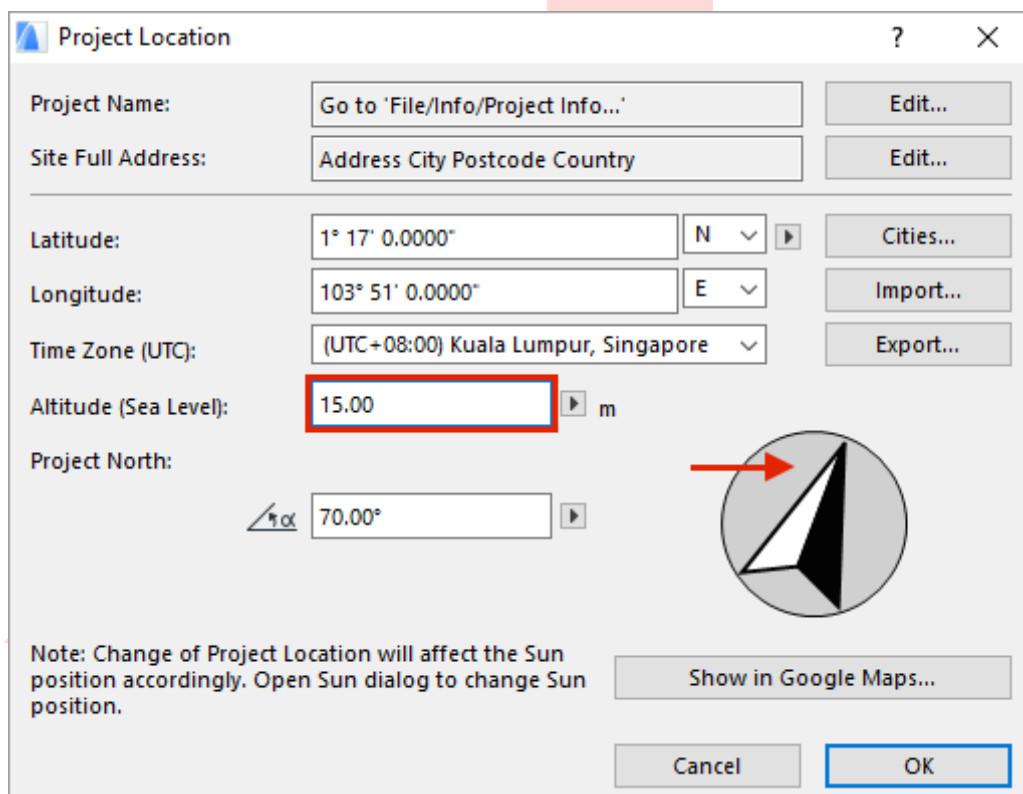 Project Location ?
Project Name: Go to 'File/Info/Project Info...' Edit...
Site Full Address: Address City Postcode Country Edit...
Latitude: 1° 17' 0.0000" N Cities...
Longitude: 103° 51' 0.0000" E Import...
Time Zone (UTC): (UTC+08:00) Kuala Lumpur, Singapore Export...
Altitude (Sea Level): 15.00 m
Project North:
α 70.00°
Note: Change of Project Location will affect the Sun
position accordingly. Open Sun dialog to change Sun
position.
Show in Google Maps...
Cancel OK